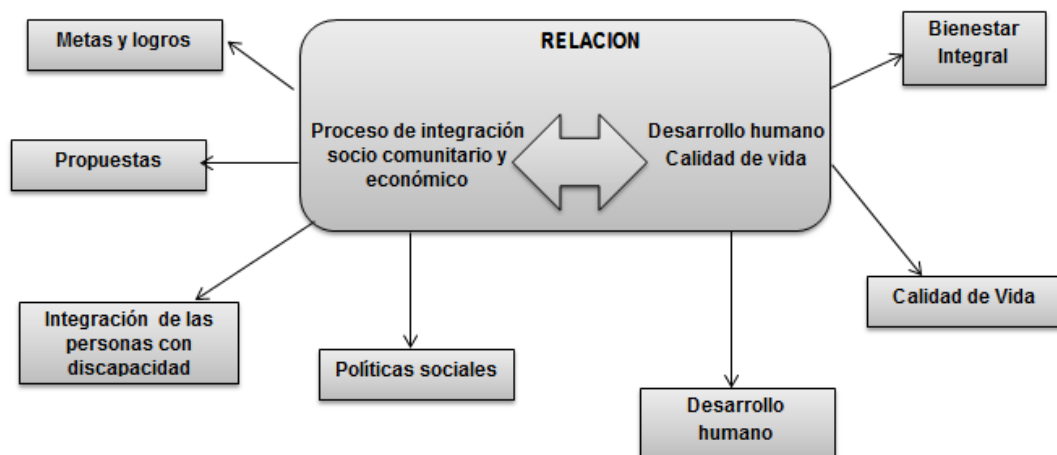 RELACION
Metas y logros
Bienestar
Integral
Proceso de integración
socio comunitario y
económico
Desarrollo humano
Calidad de vida
Propuestas
Calidad de Vida
Integración de las
personas con
discapacidad
Políticas sociales
Desarrollo
humano